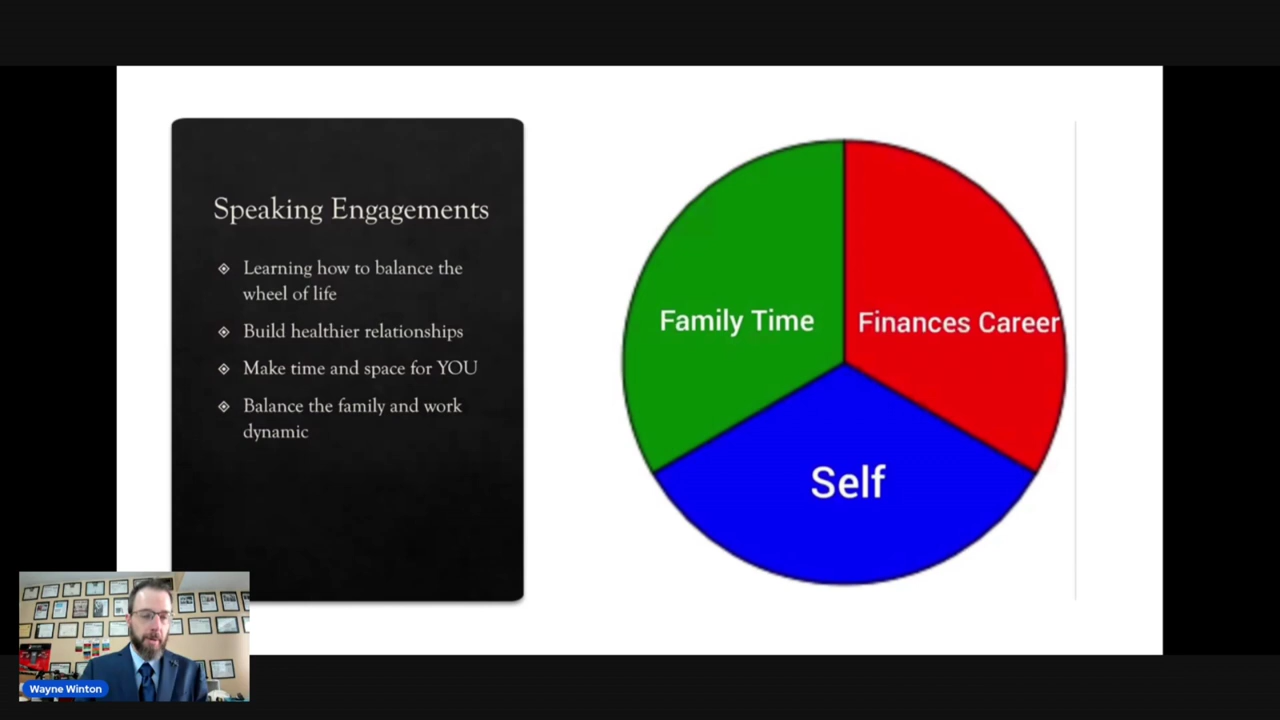 Speaking Engagements
Learning how to balance the
wheel of life
Build healthier relationships
Make time and space for YOU
Balance the family and work
dynamic
Family Time
Finances Career
Self
Wayne Winton